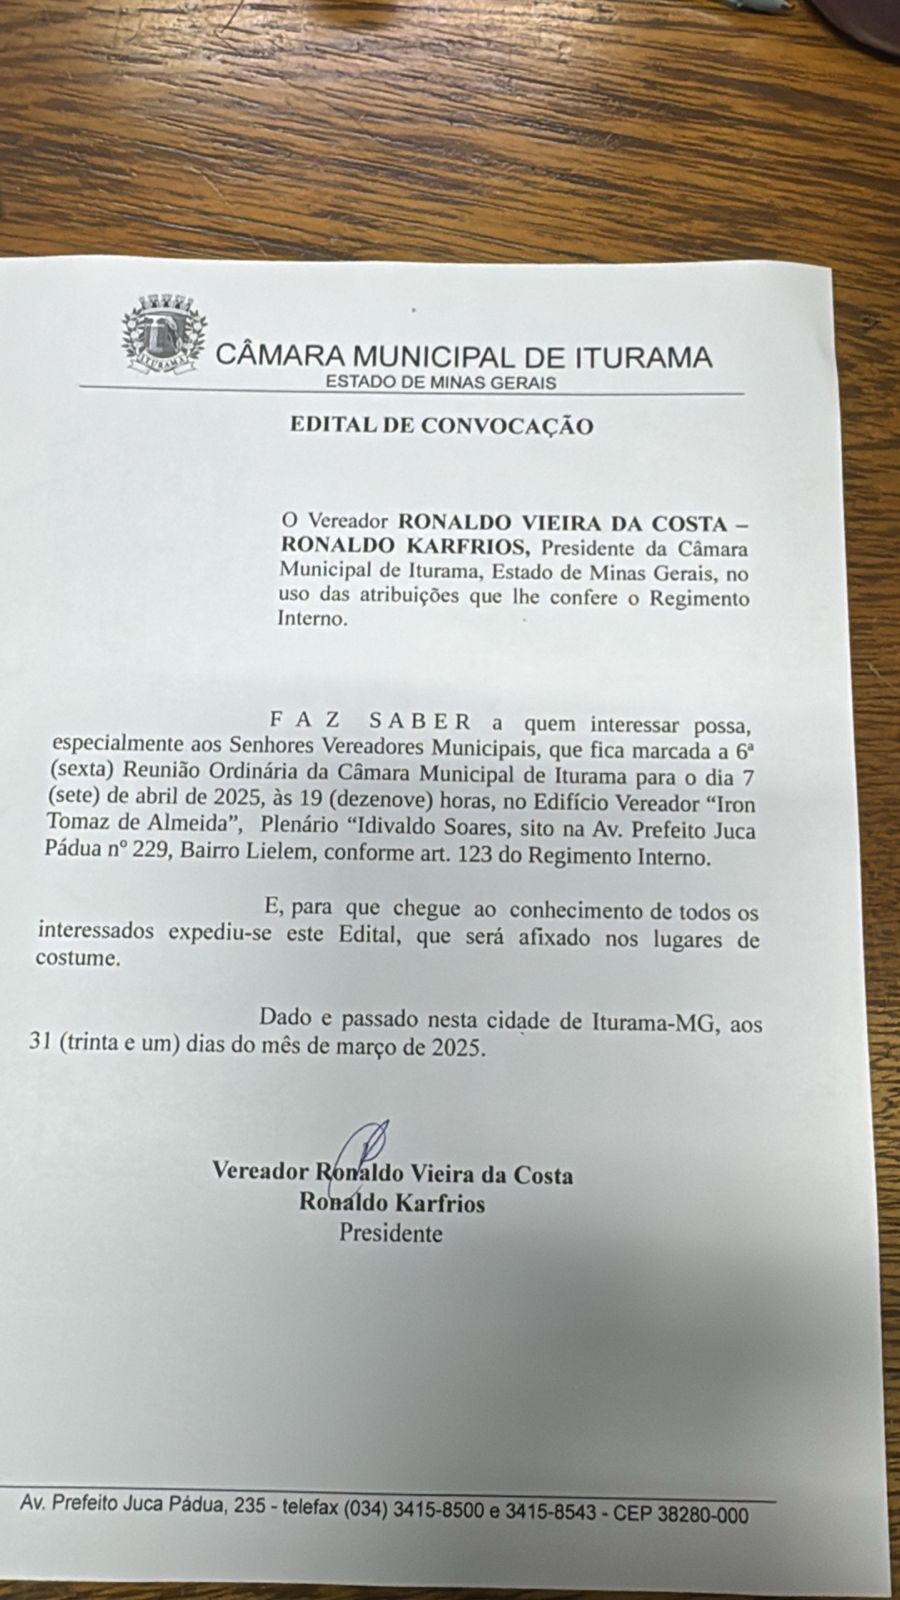 ITURAMA
CÂMARA MUNICIPAL DE ITURAMA
ESTADO DE MINAS GERAIS
EDITAL DE CONVOCAÇÃO
O Vereador RONALDO VIEIRA DA COSTA –
RONALDO KARFRIOS, Presidente da Câmara
Municipal de Iturama, Estado de Minas Gerais, no
uso das atribuições que lhe confere o Regimento
Interno.
F A Z S A B E R a quem interessar possa,
especialmente aos Senhores Vereadores Municipais, que fica marcada a 6ª
(sexta) Reunião Ordinária da Câmara Municipal de Iturama para o dia 7
(sete) de abril de 2025, às 19 (dezenove) horas, no Edifício Vereador “Iron
Tomaz de Almeida”, Plenário “Idivaldo Soares, sito na Av. Prefeito Juca
Pádua nº 229, Bairro Lielem, conforme art. 123 do Regimento Interno.
E, para que chegue ao conhecimento de todos os
interessados expediu-se este Edital, que será afixado nos lugares de
costume.
Dado e passado nesta cidade de Iturama-MG, aos
31 (trinta e um) dias do mês de março de 2025.
Vereador Ronaldo Vieira da Costa
Ronaldo Karfrios
Presidente
Av. Prefeito Juca Pádua, 235 - telefax (034) 3415-8500 e 3415-8543 - CEP 38280-000